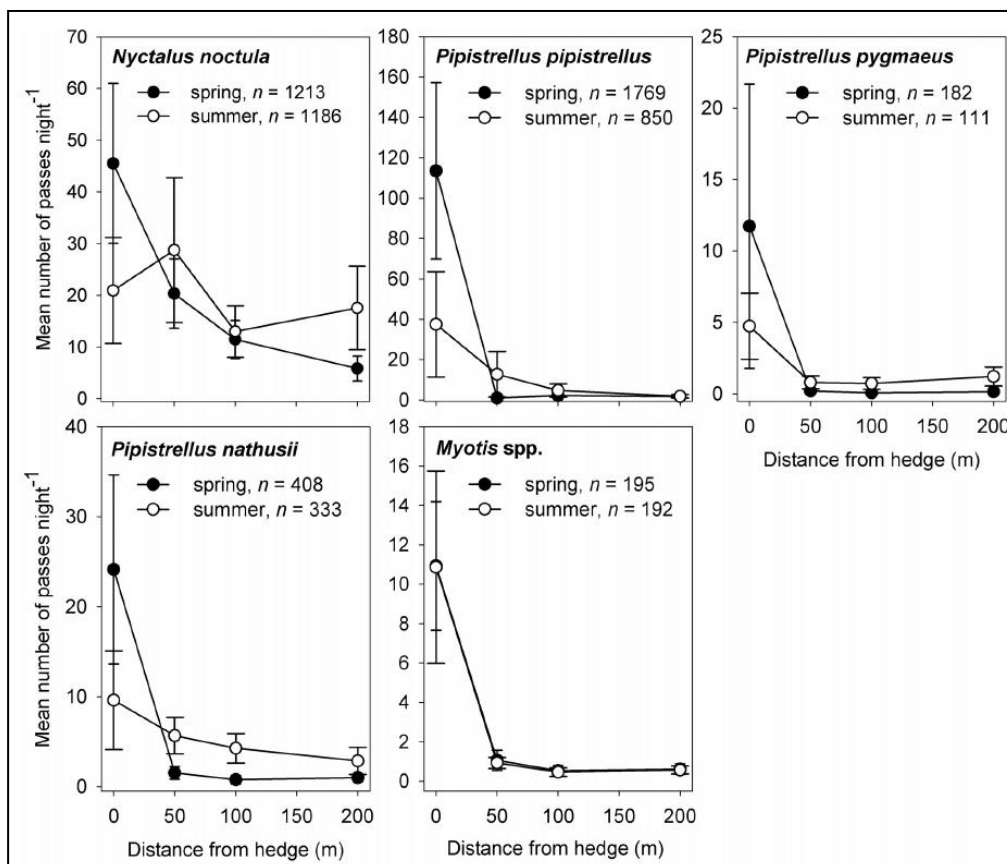 Nyctalus noctula
spring, n = 1213
summer, n = 1186
70
60
50
40
30
20
10
0
Mean number of passes night⁻¹
Pipistrellus pipistrellus
spring, n = 1769
summer, n = 850
180
160
140
120
100
80
60
40
20
0
Pipistrellus pygmaeus
spring, n = 182
summer, n = 111
25
20
15
10
5
0
0 50 100 150 200
Distance from hedge (m)
Pipistrellus nathusii
spring, n = 408
summer, n = 333
40
30
20
10
0
Mean number of passes night⁻¹
0 50 100 150 200
Distance from hedge (m)
Myotis spp.
spring, n = 195
summer, n = 192
18
16
14
12
10
8
6
4
2
0
0 50 100 150 200
Distance from hedge (m)